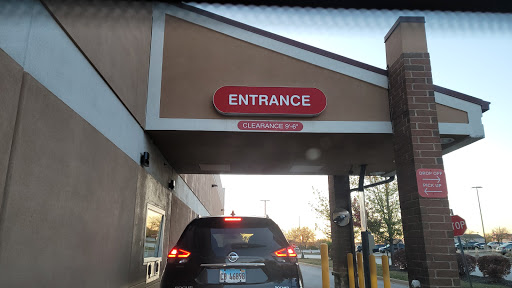 ENTRANCE
CLEARANCE 9'-6"
DROP-OFF
PICK UP
STOP